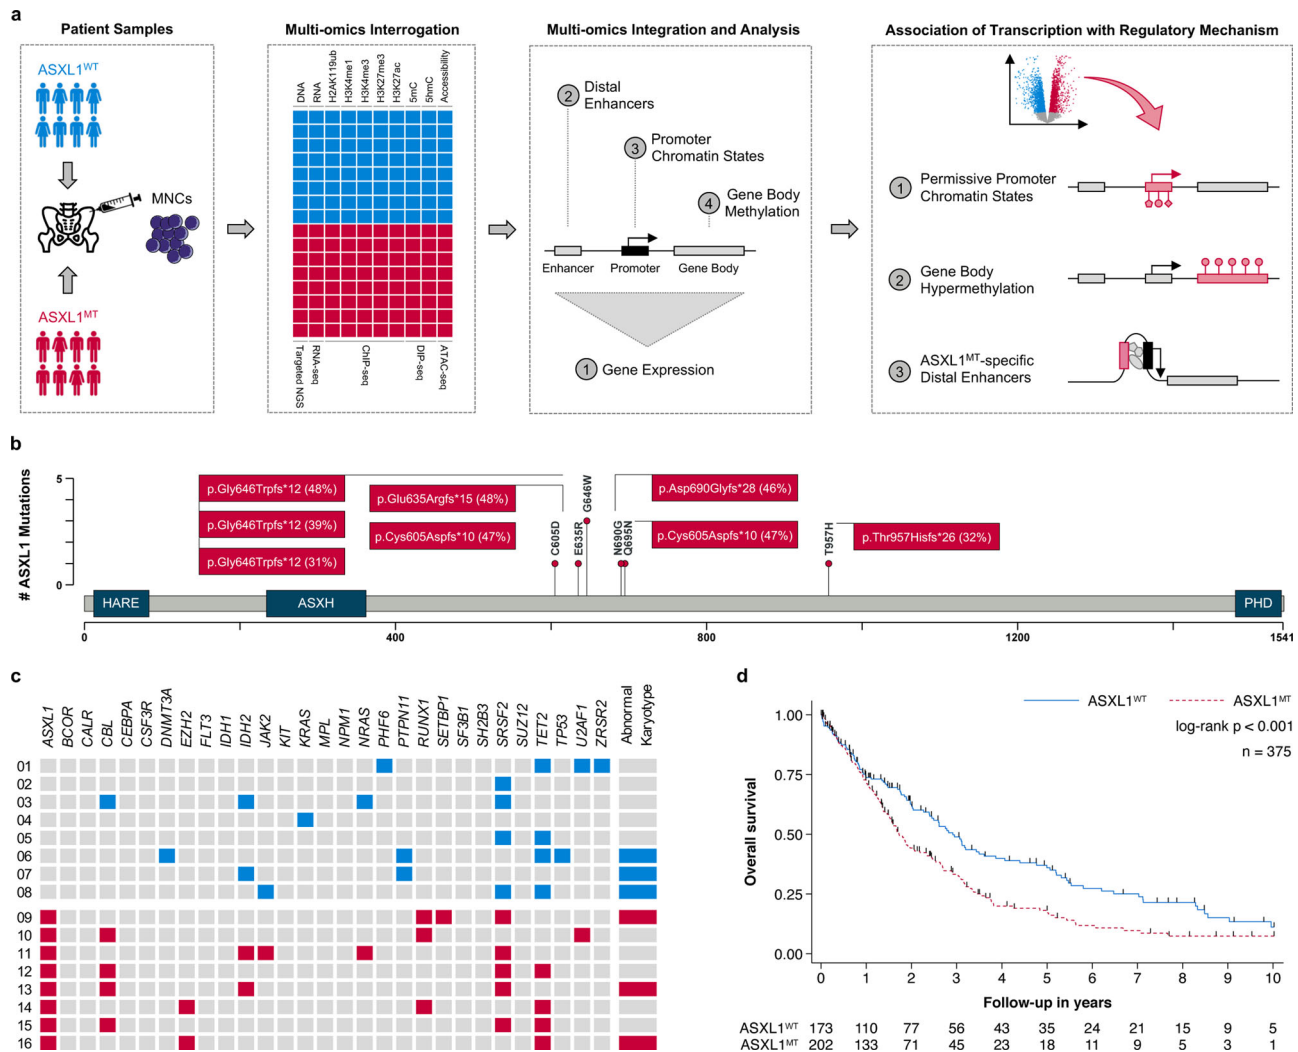 a
Patient Samples
ASXL1WT
MNCs
ASXL1MT
Multi-omics Interrogation
DNA
RNA
H2AK119ub
H3K4me1
H3K4me3
H3K27me3
H3K27ac
5mC
5hmC
Accessibility
Targeted NGS
RNA-seq
ChIP-seq
DIP-seq
ATAC-seq
Multi-omics Integration and Analysis
2 Distal
Enhancers
3 Promoter
Chromatin States
4 Gene Body
Methylation
Enhancer Promoter Gene Body
1 Gene Expression
Association of Transcription with Regulatory Mechanism
1 Permissive Promoter
Chromatin States
2 Gene Body
Hypermethylation
3 ASXL1MT-specific
Distal Enhancers
b
# ASXL1 Mutations
5
0
p.Gly646Trpfs*12 (48%)
p.Gly646Trpfs*12 (39%)
p.Gly646Trpfs*12 (31%)
p.Glu635Argfs*15 (48%)
p.Cys605Aspfs*10 (47%)
C605D
E635R
G646W
N690G
Q695N
p.Asp690Glyfs*28 (46%)
p.Cys605Aspfs*10 (47%)
T957H
p.Thr957Hisfs*26 (32%)
HARE ASXH PHD
0 400 800 1200 1541
c
ASXL1
BCOR
CALR
CBL
CEBPA
CSF3R
DNMT3A
EZH2
FLT3
IDH1
IDH2
JAK2
KIT
KRAS
MPL
NPM1
NRAS
PHF6
PTPN11
RUNX1
SETBP1
SF3B1
SH2B3
SRSF2
SUZ12
TET2
TP53
U2AF1
ZRSR2
Abnormal
Karyotype
01
02
03
04
05
06
07
08
09
10
11
12
13
14
15
16
d
ASXL1WT ASXL1MT
log-rank p < 0.001
n = 375
Overall survival
1.00
0.75
0.50
0.25
0.00
0 1 2 3 4 5 6 7 8 9 10
Follow-up in years
ASXL1WT 173 110 77 56 43 35 24 21 15 9 5
ASXL1MT 202 133 71 45 23 18 11 9 5 3 1